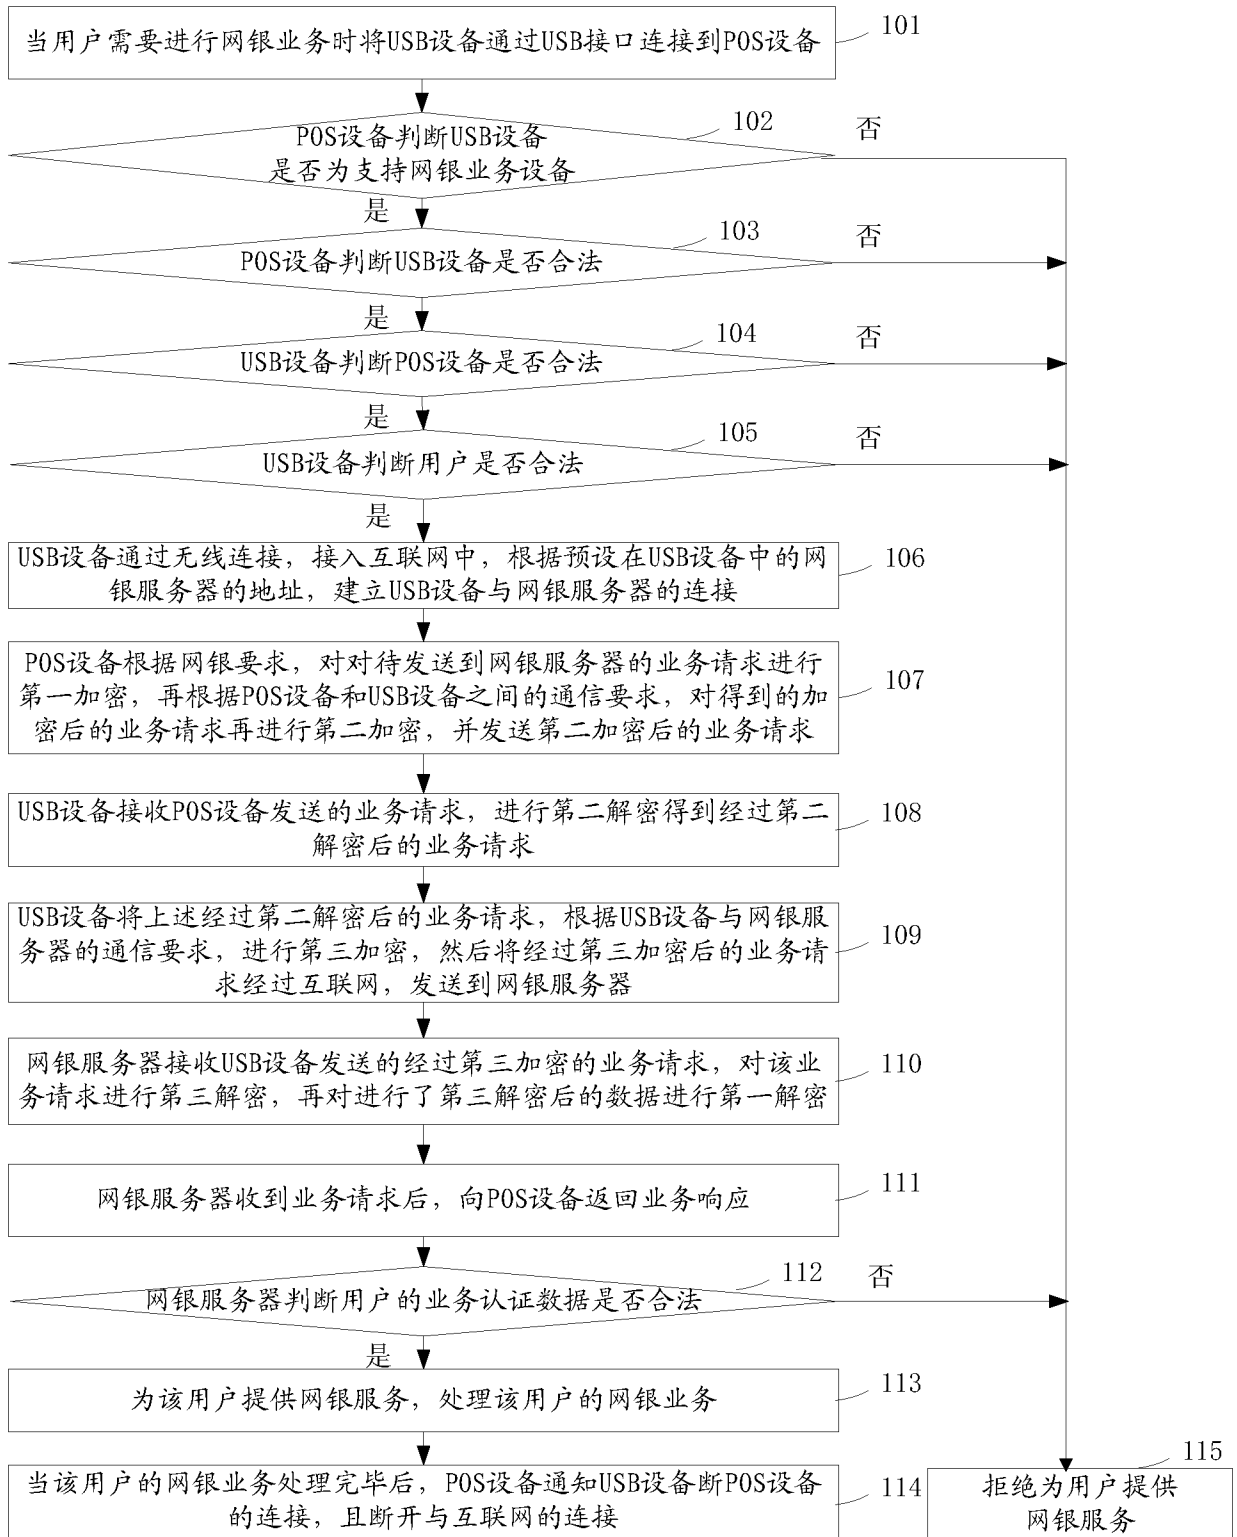 当用户需要进行网银业务时将USB设备通过USB接口连接到POS设备
101
POS设备判断USB设备
是否为支持网银业务设备
102
否
是
POS设备判断USB设备是否合法
103
否
是
USB设备判断POS设备是否合法
104
否
是
USB设备判断用户是否合法
105
否
是
USB设备通过无线连接，接入互联网中，根据预设在USB设备中的网
银服务器的地址，建立USB设备与网银服务器的连接
106
POS设备根据网银要求，对对待发送到网银服务器的业务请求进行
第一加密，再根据POS设备和USB设备之间的通信要求，对得到的加
密后的业务请求再进行第二加密，并发送第二加密后的业务请求
107
USB设备接收POS设备发送的业务请求，进行第二解密得到经过第二
解密后的业务请求
108
USB设备将上述经过第二解密后的业务请求，根据USB设备与网银服
务器的通信要求，进行第三加密，然后将经过第三加密后的业务请
求经过互联网，发送到网银服务器
109
网银服务器接收USB设备发送的经过第三加密的业务请求，对该业
务请求进行第三解密，再对进行了第三解密后的数据进行第一解密
110
网银服务器收到业务请求后，向POS设备返回业务响应
111
网银服务器判断用户的业务认证数据是否合法
112
否
是
为该用户提供网银服务，处理该用户的网银业务
113
当该用户的网银业务处理完毕后，POS设备通知USB设备断POS设备
的连接，且断开与互联网的连接
114
115
拒绝为用户提供
网银服务